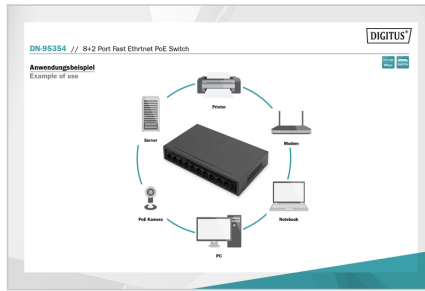 DIGITUS®
DN-95354 // 8+2 Port Fast Ethrtnet PoE Switch
Anwendungsbeispiel
Example of use
Printer
Server
Modem
PoE Kamera
Notebook
PC